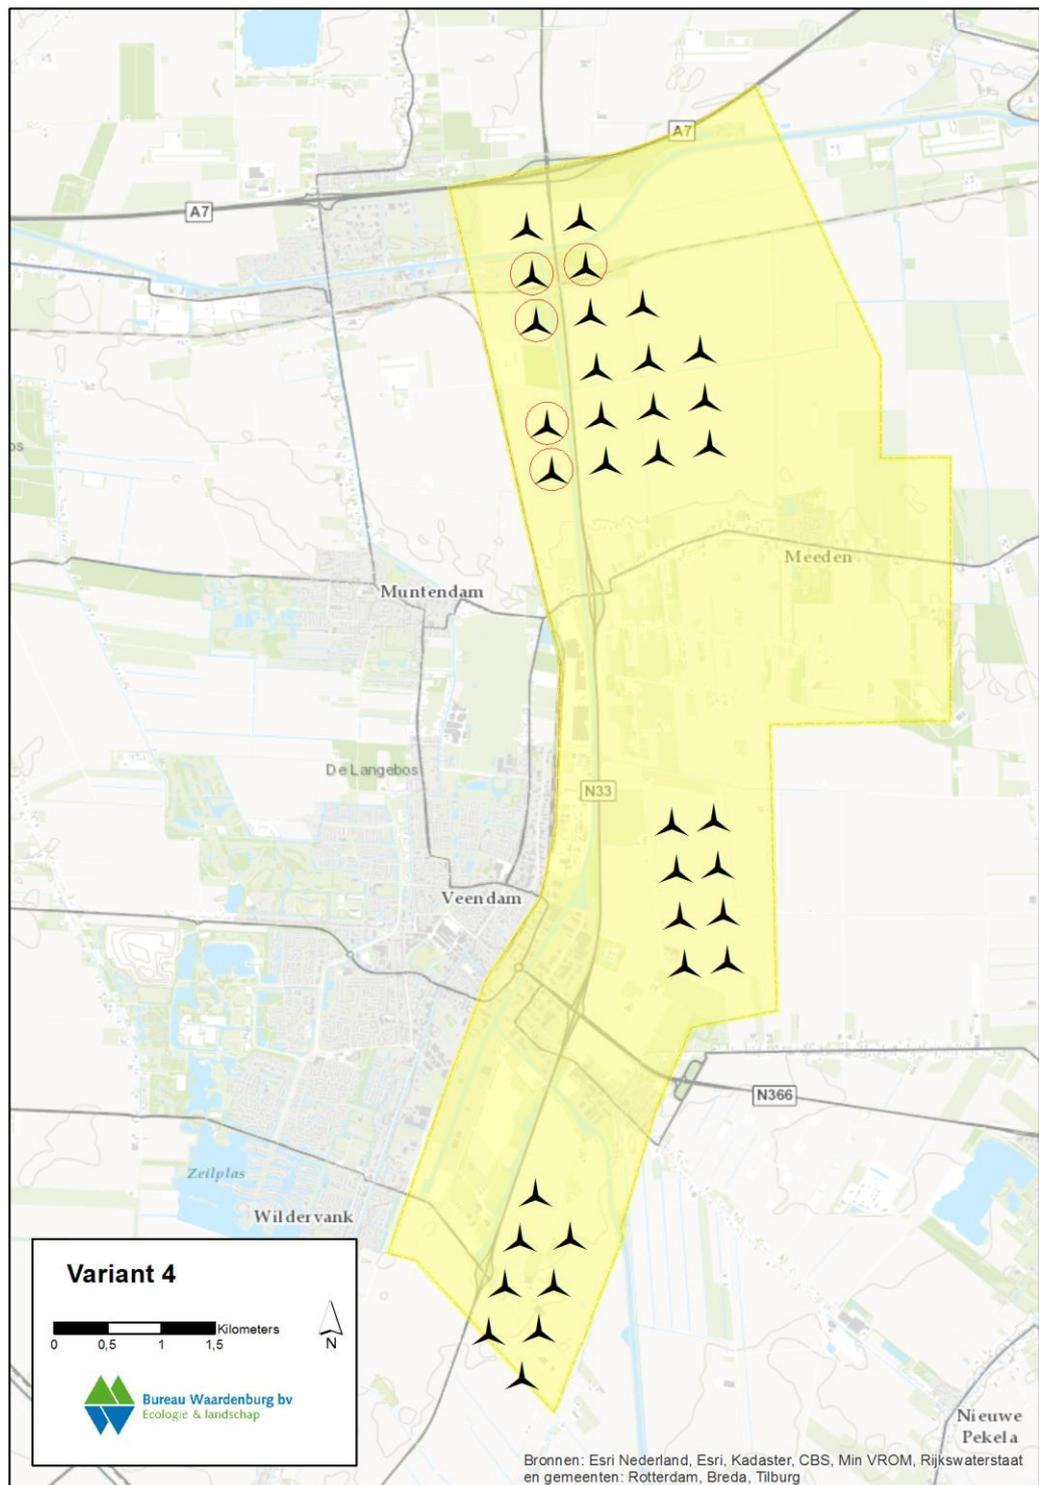 A7
A7
Meeden
Muntendam
De Langebos
N33
Veendam
N366
Zeilplas
Wildervank
Variant 4
Kilometers
0 0,5 1 1,5
N
Bureau Waardenburg bv
Ecologie & landschap
Nieuwe
Pekela
Bronnen: Esri Nederland, Esri, Kadaster, CBS, Min VROM, Rijkswaterstaat
en gemeenten: Rotterdam, Breda, Tilburg